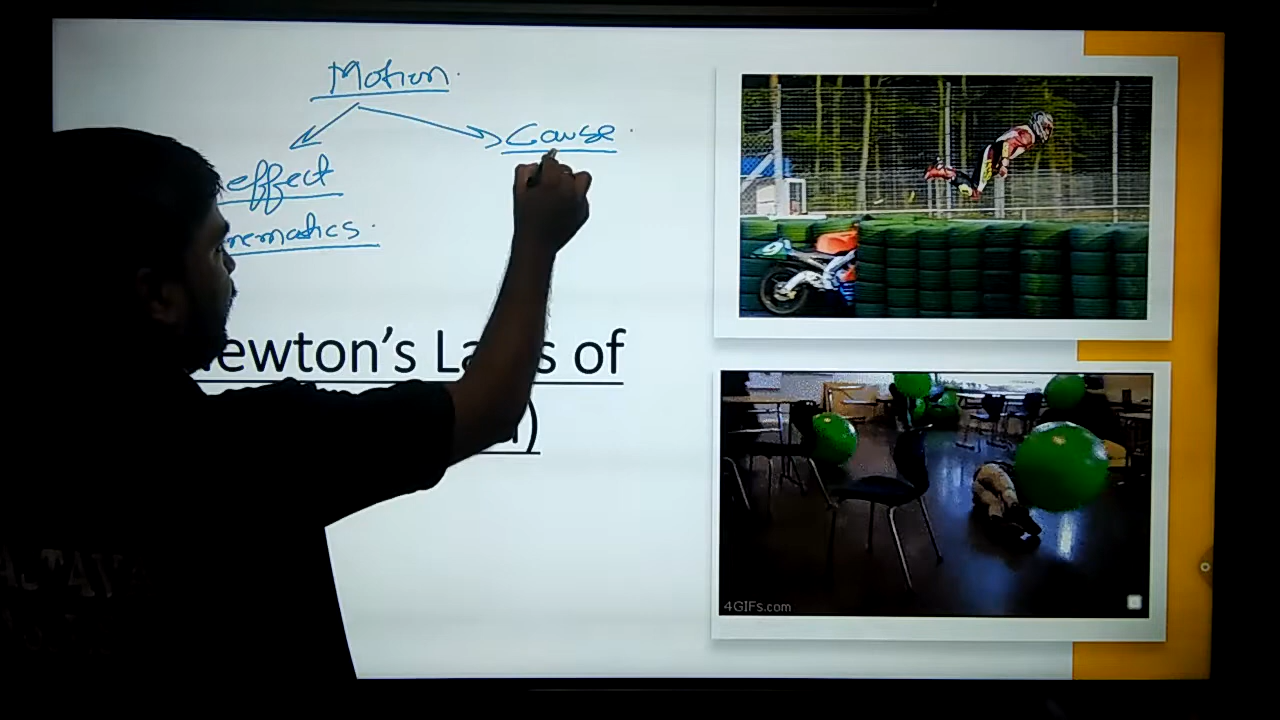 Motion.
Cause.
effect
nematics.
ewton's La s of
)
4GIFs.com